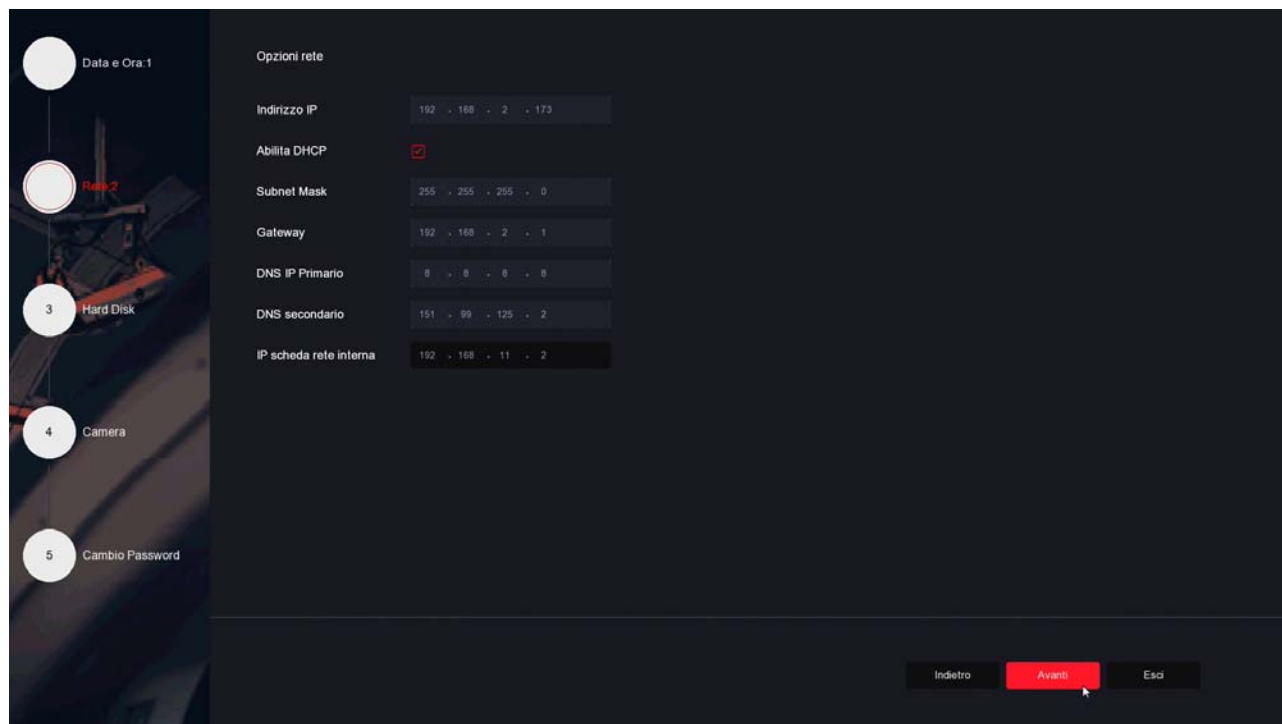 Data e Ora:1
Rete:2
3 Hard Disk
4 Camera
5 Cambio Password
Opzioni rete
Indirizzo IP 192 . 168 . 2 . 173
Abilita DHCP
Subnet Mask 255 . 255 . 255 . 0
Gateway 192 . 168 . 2 . 1
DNS IP Primario 8 . 8 . 8 . 8
DNS secondario 151 . 99 . 125 . 2
IP scheda rete interna 192 . 168 . 11 . 2
Indietro Avanti Esci